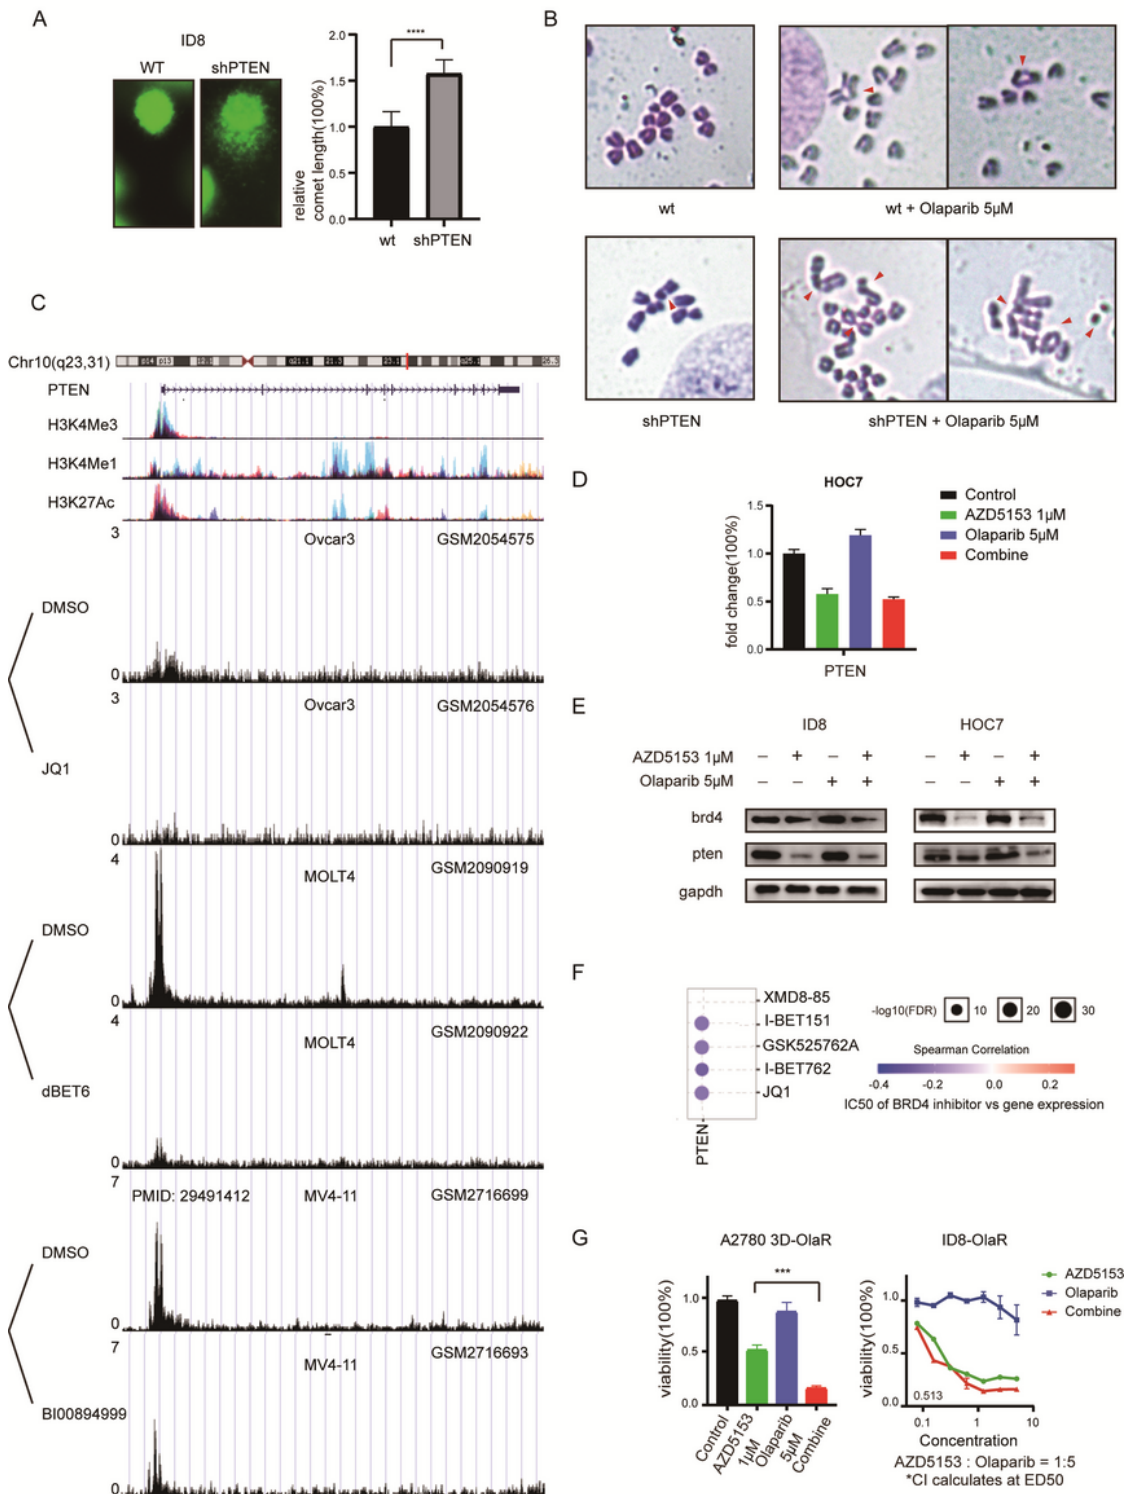 A
ID8
WT
shPTEN
relative
comet length(100%)
2.0
1.5
1.0
0.5
0.0
****
wt
shPTEN
B
wt
wt + Olaparib 5µM
shPTEN
shPTEN + Olaparib 5µM
C
Chr10(q23,31)
PTEN
H3K4Me3
H3K4Me1
H3K27Ac
3
Ovcar3
GSM2054575
DMSO
0
3
Ovcar3
GSM2054576
JQ1
0
4
MOLT4
GSM2090919
DMSO
0
4
MOLT4
GSM2090922
dBET6
0
7
PMID: 29491412
MV4-11
GSM2716699
DMSO
0
7
MV4-11
GSM2716693
BI00894999
0
D
HOC7
fold change(100%)
1.5
1.0
0.5
0.0
PTEN
Control
AZD5153 1µM
Olaparib 5µM
Combine
E
ID8
HOC7
AZD5153 1µM − + − + − + − +
Olaparib 5µM − − + + − − + +
brd4
pten
gapdh
F
XMD8-85
I-BET151
GSK525762A
I-BET762
JQ1
PTEN
-log10(FDR)
10
20
30
Spearman Correlation
-0.4
-0.2
0.0
0.2
IC50 of BRD4 inhibitor vs gene expression
G
A2780 3D-OlaR
viability(100%)
1.0
0.5
0.0
***
Control
AZD5153
1µM
Olaparib
5µM
Combine
ID8-OlaR
viability(100%)
1.0
0.5
0.0
0.513
0.1
1
10
Concentration
AZD5153 : Olaparib = 1:5
*CI calculates at ED50
AZD5153
Olaparib
Combine